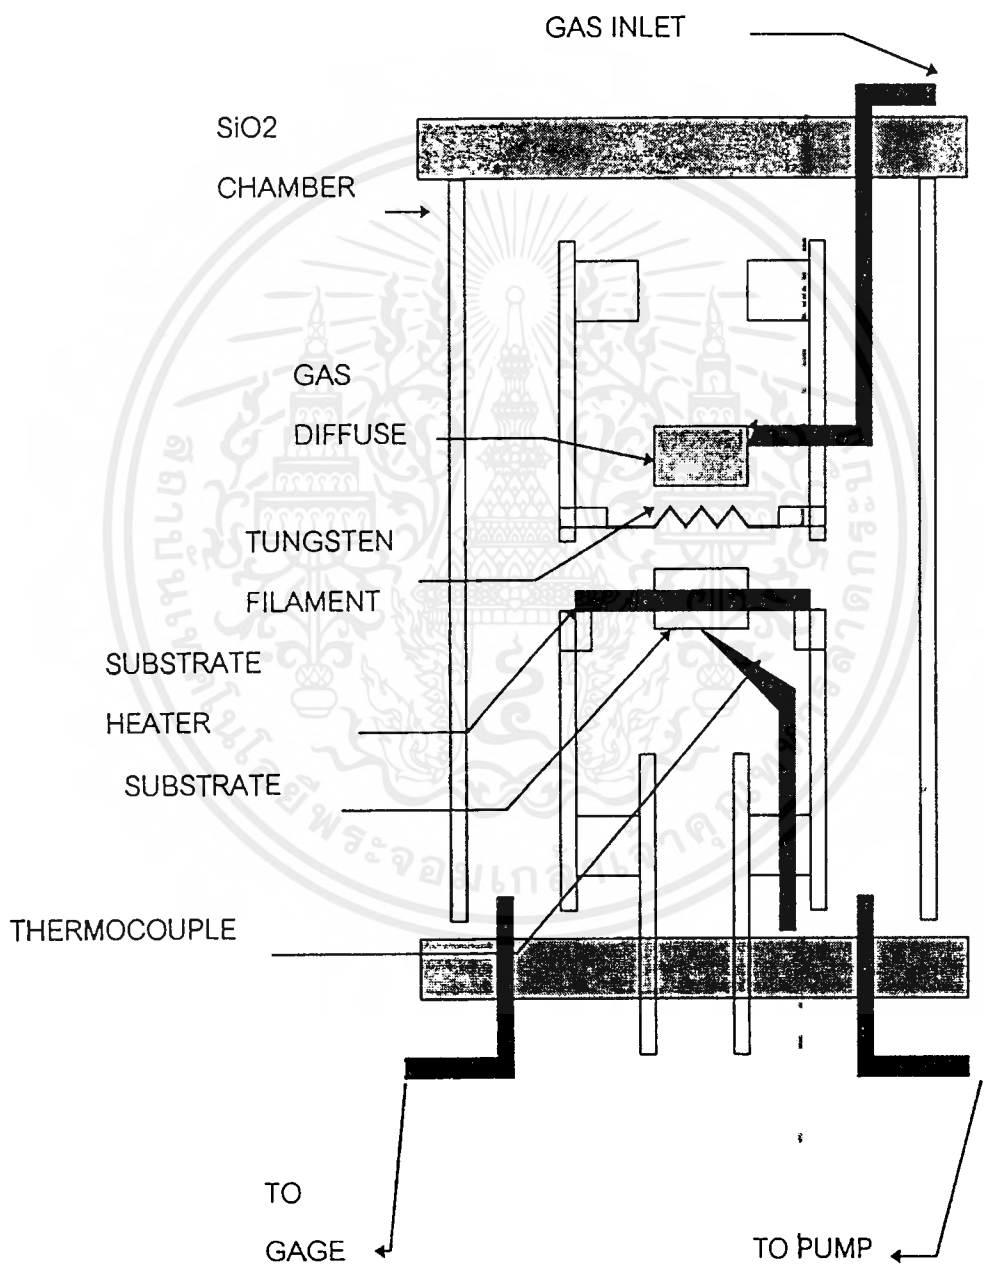 GAS INLET
SiO2
CHAMBER
GAS
DIFFUSE
TUNGSTEN
FILAMENT
SUBSTRATE
HEATER
SUBSTRATE
THERMOCOUPLE
TO
GAGE
TO PUMP